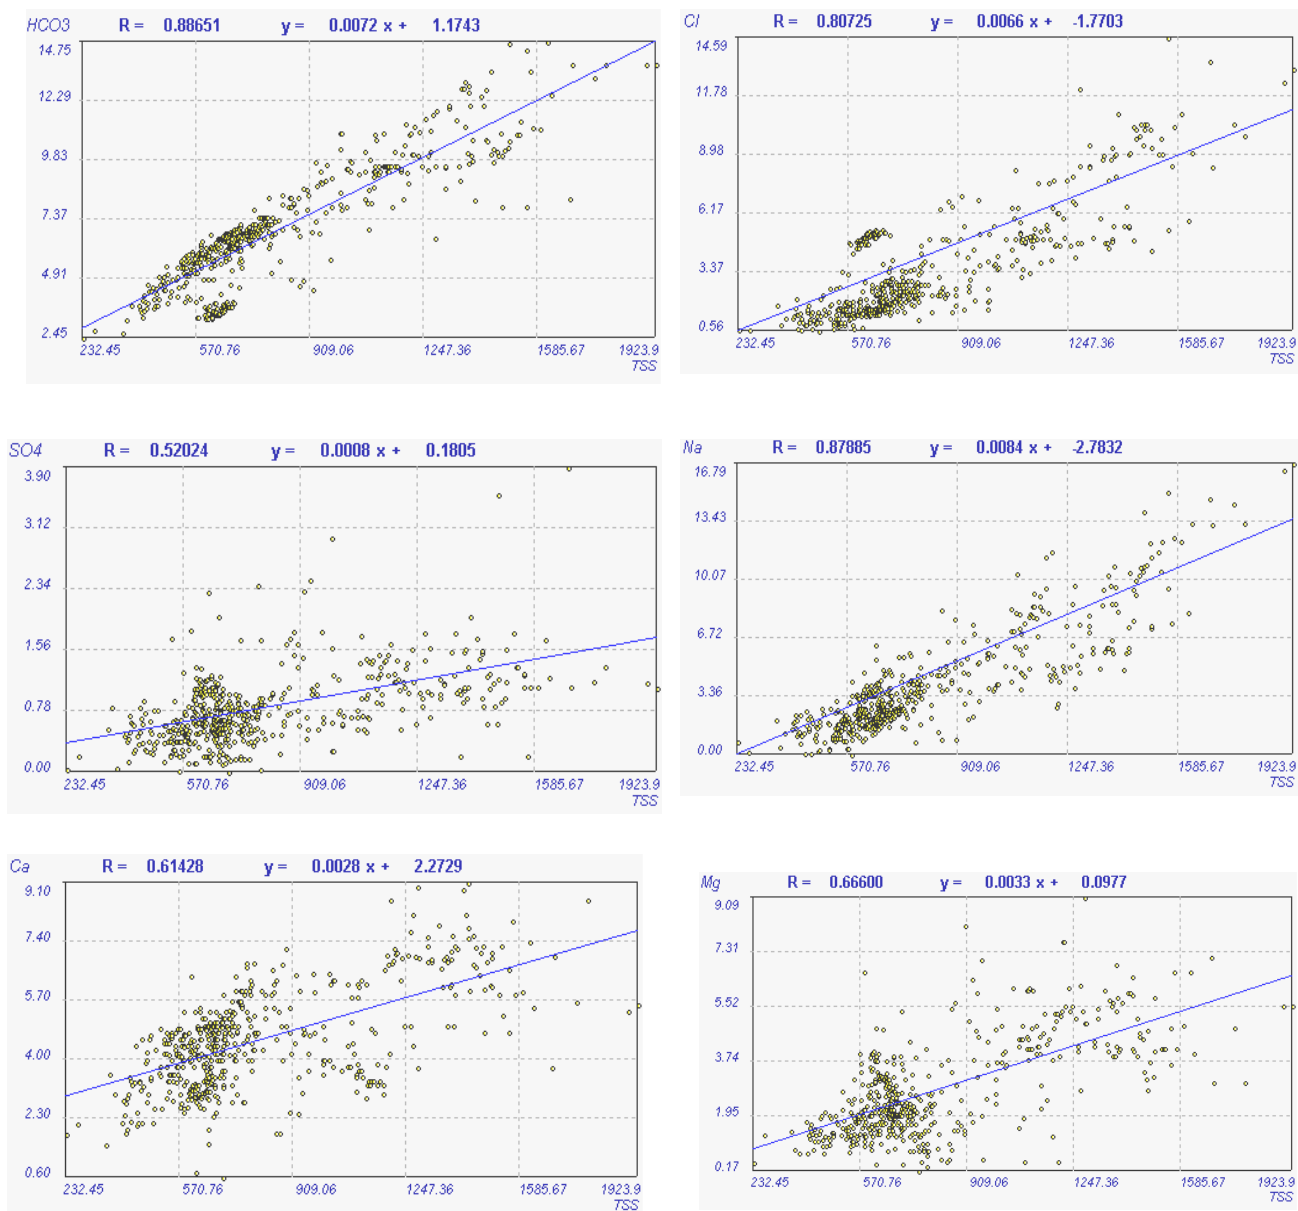 HCO3 R = 0.88651 y = 0.0072 x + 1.1743
14.75
12.29
9.83
7.37
4.91
2.45
232.45 570.76 909.06 1247.36 1585.67 1923.9
TSS
Cl R = 0.80725 y = 0.0066 x + -1.7703
14.59
11.78
8.98
6.17
3.37
0.56
232.45 570.76 909.06 1247.36 1585.67 1923.9
TSS
SO4 R = 0.52024 y = 0.0008 x + 0.1805
3.90
3.12
2.34
1.56
0.78
0.00
232.45 570.76 909.06 1247.36 1585.67 1923.9
TSS
Na R = 0.87885 y = 0.0084 x + -2.7832
16.79
13.43
10.07
6.72
3.36
0.00
232.45 570.76 909.06 1247.36 1585.67 1923.9
TSS
Ca R = 0.61428 y = 0.0028 x + 2.2729
9.10
7.40
5.70
4.00
2.30
0.60
232.45 570.76 909.06 1247.36 1585.67 1923.9
TSS
Mg R = 0.66600 y = 0.0033 x + 0.0977
9.09
7.31
5.52
3.74
1.95
0.17
232.45 570.76 909.06 1247.36 1585.67 1923.9
TSS